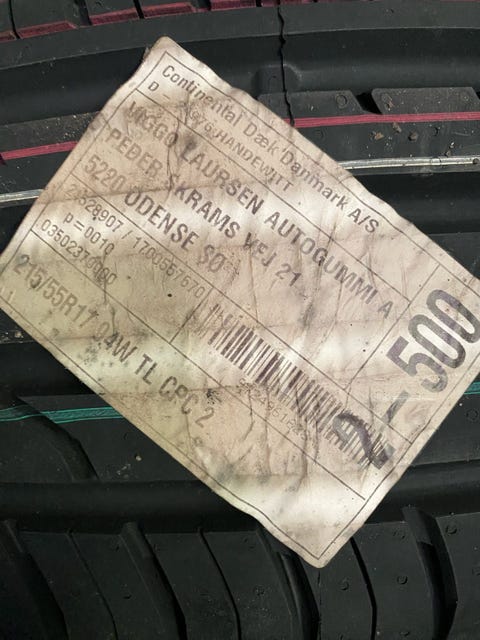 Continental Dæk Danmark A/S
HANDEWITT
VIGGO LAURSEN AUTOGUMMI A
PEDER SKRAMS VEJ 21
5220 ODENSE SØ
p=0010
215/55R17 94W TL CPC 2
500